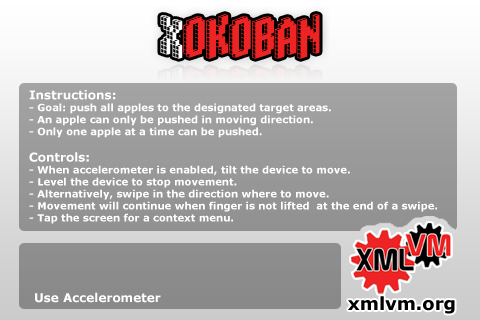 XOKOBAN
Instructions:
- Goal: push all apples to the designated target areas.
- An apple can only be pushed in moving direction.
- Only one apple at a time can be pushed.
Controls:
- When accelerometer is enabled, tilt the device to move.
- Level the device to stop movement.
- Alternatively, swipe in the direction where to move.
- Movement will continue when finger is not lifted  at the end of a swipe.
- Tap the screen for a context menu.
Use Accelerometer
XMLVM
xmlvm.org